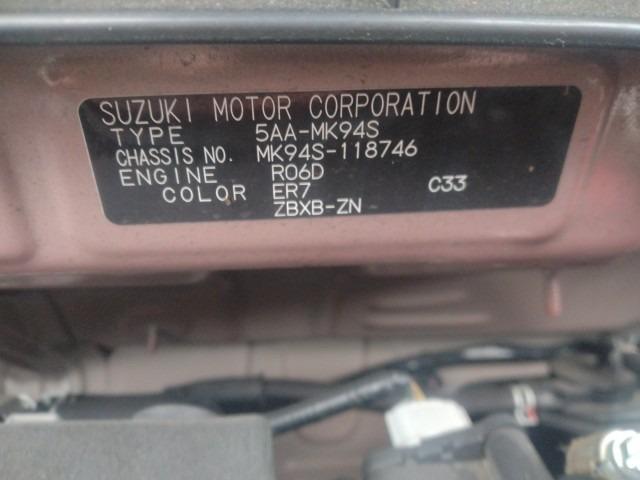 SUZUKI MOTOR CORPORATION
TYPE 5AA-MK94S
CHASSIS NO. MK94S-118746
ENGINE R06D
COLOR ER7 C33
ZBXB-ZN